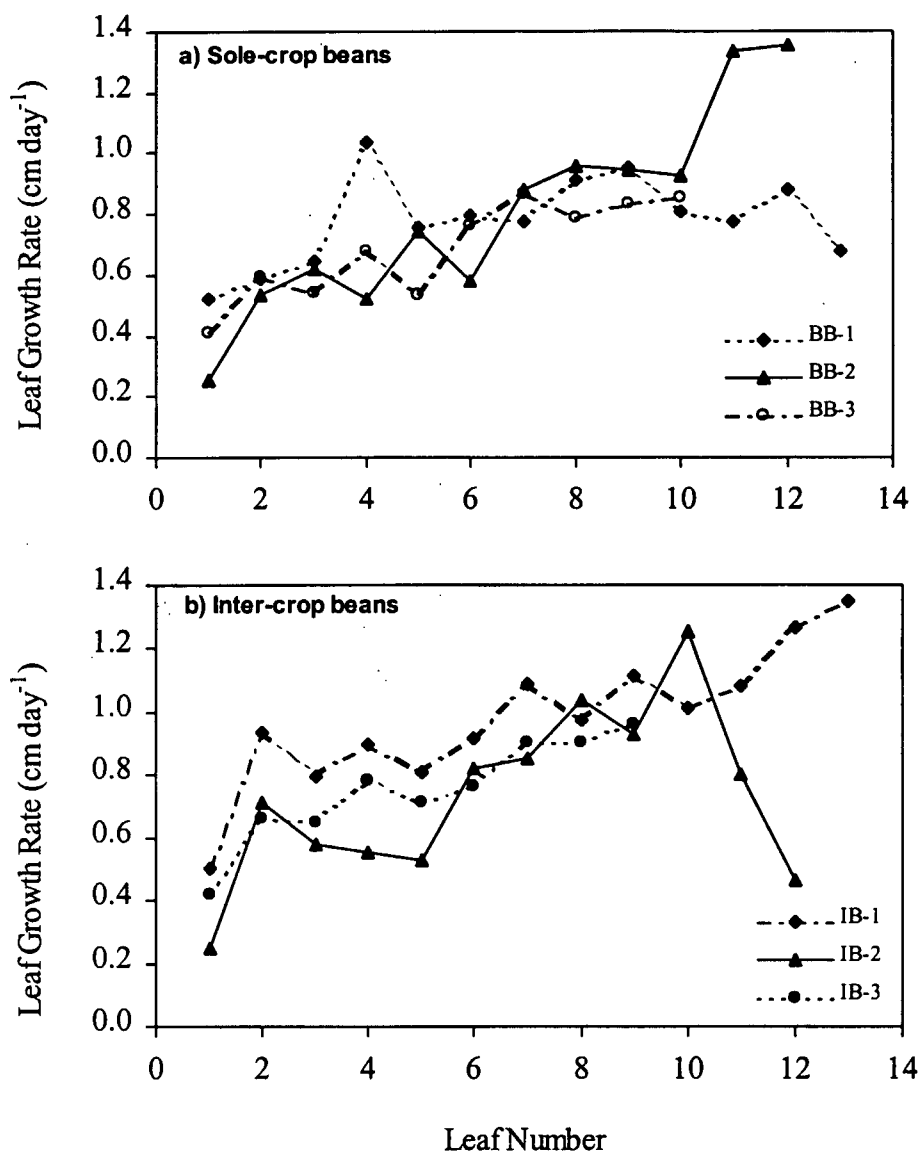 a) Sole-crop beans
Leaf Growth Rate (cm day⁻¹)
1.4
1.2
1.0
0.8
0.6
0.4
0.2
0.0
BB-1
BB-2
BB-3
0 2 4 6 8 10 12 14
b) Inter-crop beans
Leaf Growth Rate (cm day⁻¹)
1.4
1.2
1.0
0.8
0.6
0.4
0.2
0.0
IB-1
IB-2
IB-3
0 2 4 6 8 10 12 14
Leaf Number